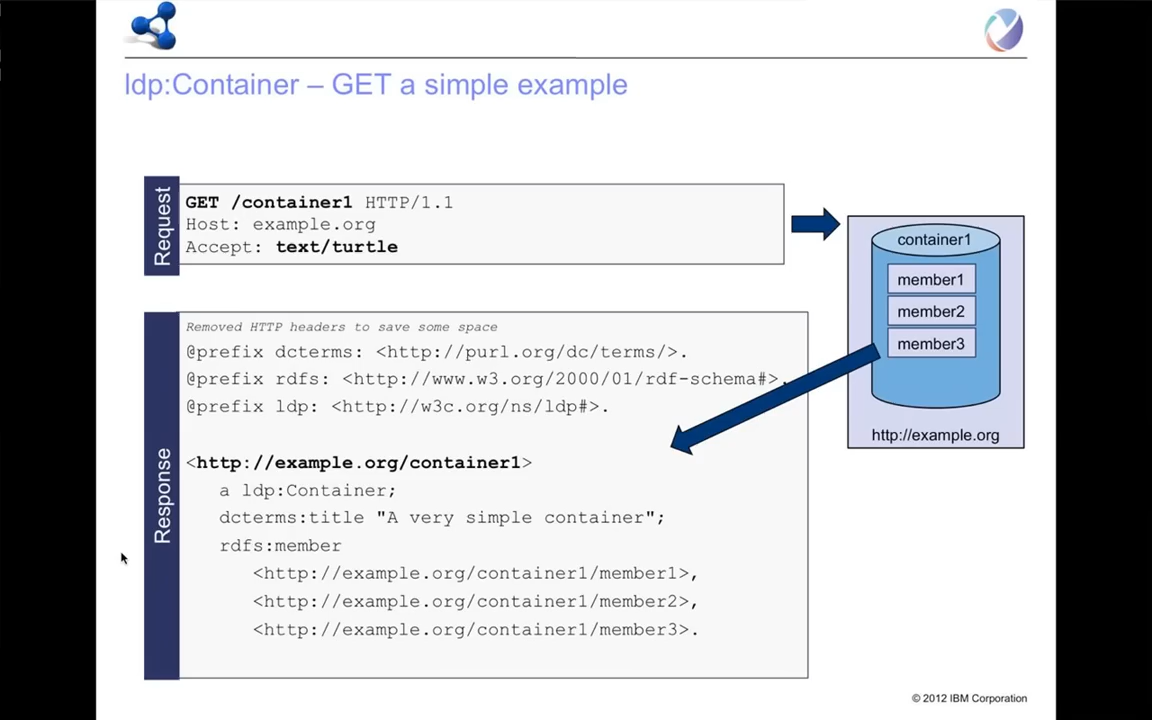 ldp:Container – GET a simple example
Request
GET /container1 HTTP/1.1
Host: example.org
Accept: text/turtle
container1
member1
member2
member3
http://example.org
Response
Removed HTTP headers to save some space
@prefix dcterms: <http://purl.org/dc/terms/>.
@prefix rdfs: <http://www.w3.org/2000/01/rdf-schema#>.
@prefix ldp: <http://w3c.org/ns/ldp#>.
<http://example.org/container1>
a ldp:Container;
dcterms:title "A very simple container";
rdfs:member
<http://example.org/container1/member1>,
<http://example.org/container1/member2>,
<http://example.org/container1/member3>.
© 2012 IBM Corporation